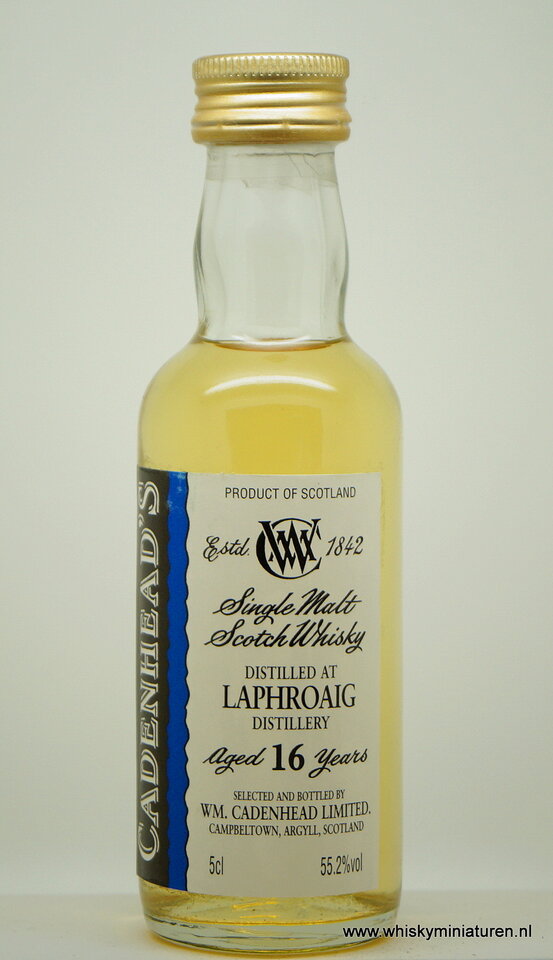 CADENHEAD'S
PRODUCT OF SCOTLAND
Estd. WC 1842
Single Malt
Scotch Whisky
DISTILLED AT
LAPHROAIG
DISTILLERY
Aged 16 Years
SELECTED AND BOTTLED BY
WM. CADENHEAD LIMITED.
CAMPBELTOWN, ARGYLL, SCOTLAND
5cl 55.2%vol
www.whiskyminiaturen.nl